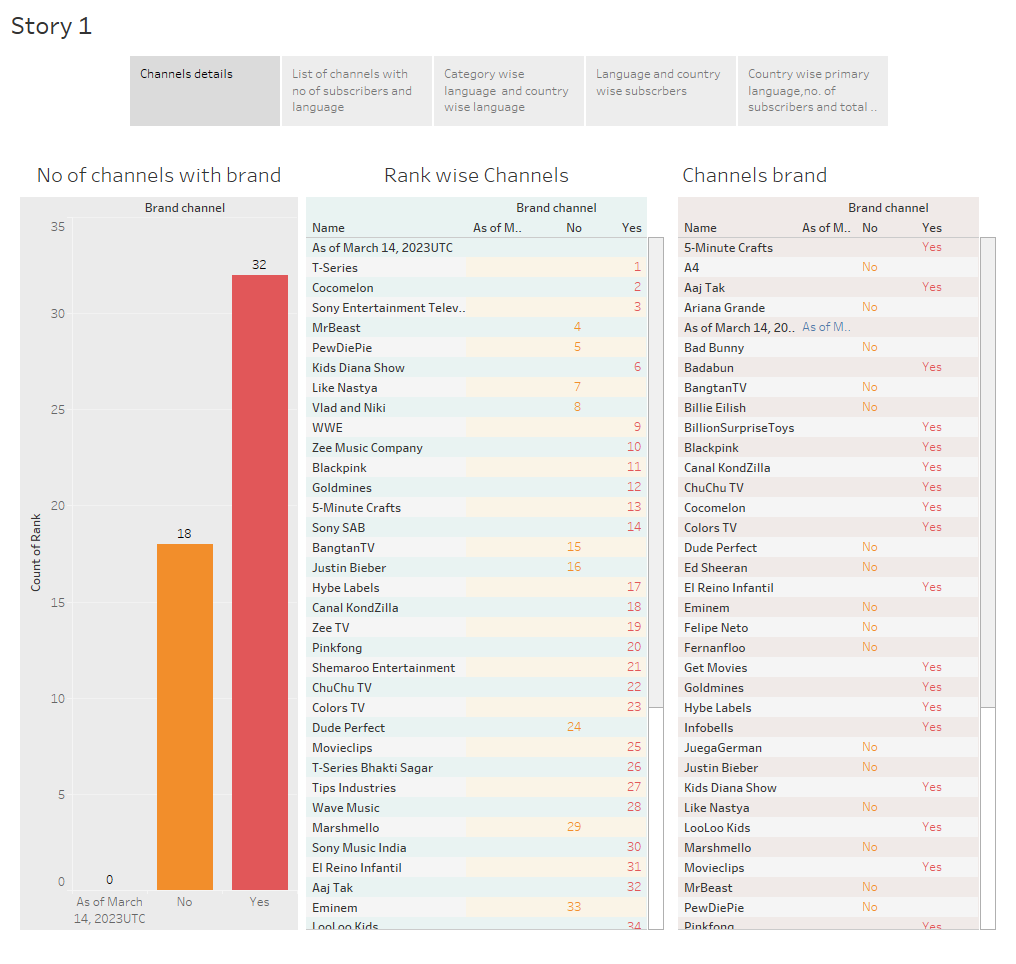 Story 1
Channels details
List of channels with
no of subscribers and
language
Category wise
language and country
wise language
Language and country
wise subscrbers
Country wise primary
language,no. of
subscribers and total ..
No of channels with brand
Brand channel
35
30
25
20
15
10
5
0
Count of Rank
0
18
32
As of March
14, 2023UTC
No
Yes
Rank wise Channels
Brand channel
Name As of M.. No Yes
As of March 14, 2023UTC
T-Series 1
Cocomelon 2
Sony Entertainment Telev.. 3
MrBeast 4
PewDiePie 5
Kids Diana Show 6
Like Nastya 7
Vlad and Niki 8
WWE 9
Zee Music Company 10
Blackpink 11
Goldmines 12
5-Minute Crafts 13
Sony SAB 14
BangtanTV 15
Justin Bieber 16
Hybe Labels 17
Canal KondZilla 18
Zee TV 19
Pinkfong 20
Shemaroo Entertainment 21
ChuChu TV 22
Colors TV 23
Dude Perfect 24
Movieclips 25
T-Series Bhakti Sagar 26
Tips Industries 27
Wave Music 28
Marshmello 29
Sony Music India 30
El Reino Infantil 31
Aaj Tak 32
Eminem 33
LooLoo Kids 34
Channels brand
Brand channel
Name As of M.. No Yes
5-Minute Crafts Yes
A4 No
Aaj Tak Yes
Ariana Grande No
As of March 14, 20.. As of M..
Bad Bunny No
Badabun Yes
BangtanTV No
Billie Eilish No
BillionSurpriseToys Yes
Blackpink Yes
Canal KondZilla Yes
ChuChu TV Yes
Cocomelon Yes
Colors TV Yes
Dude Perfect No
Ed Sheeran No
El Reino Infantil Yes
Eminem No
Felipe Neto No
Fernanfloo No
Get Movies Yes
Goldmines Yes
Hybe Labels Yes
Infobells Yes
JuegaGerman No
Justin Bieber No
Kids Diana Show Yes
Like Nastya No
LooLoo Kids Yes
Marshmello No
Movieclips Yes
MrBeast No
PewDiePie No
Pinkfong Yes